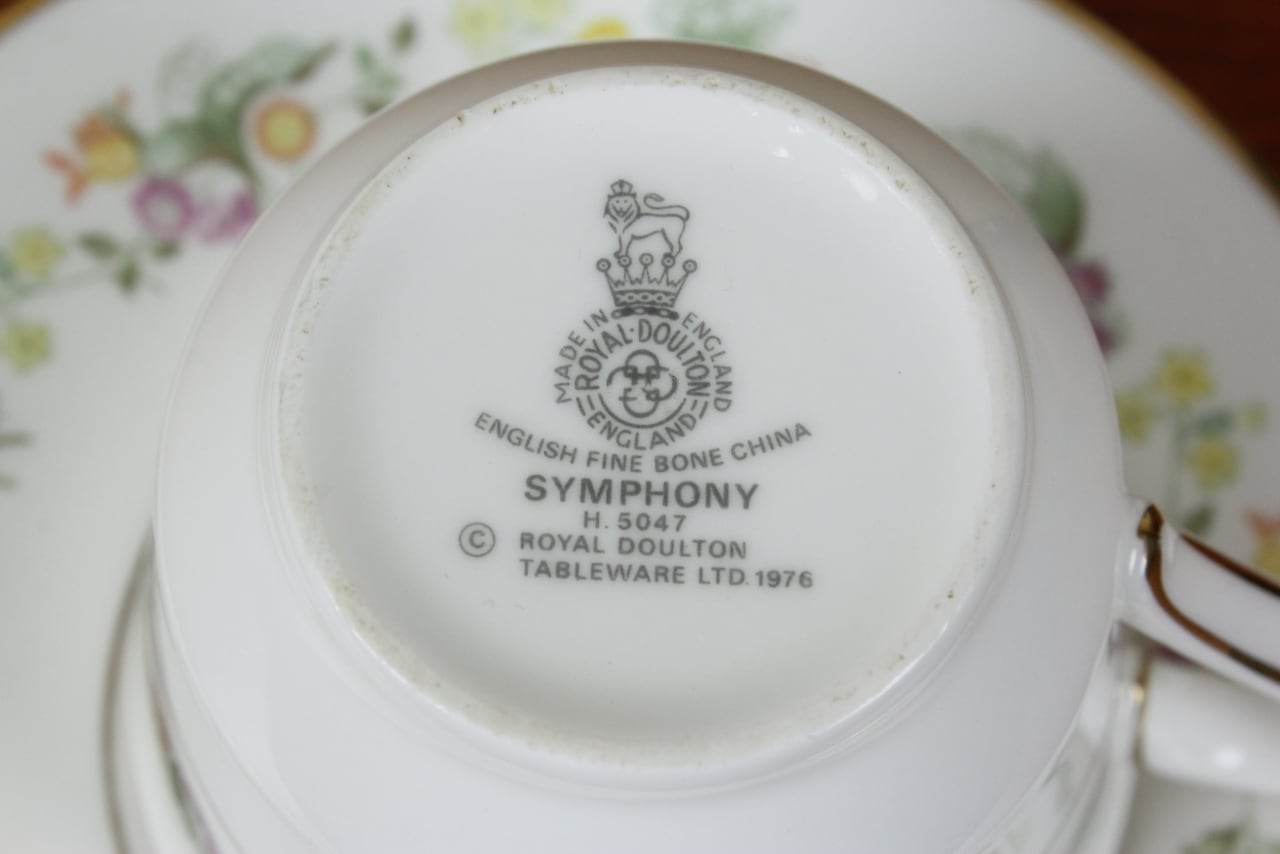 MADE IN ENGLAND
ROYAL·DOULTON
ENGLAND
ENGLISH FINE BONE CHINA
SYMPHONY
H. 5047
© ROYAL DOULTON
TABLEWARE LTD. 1976